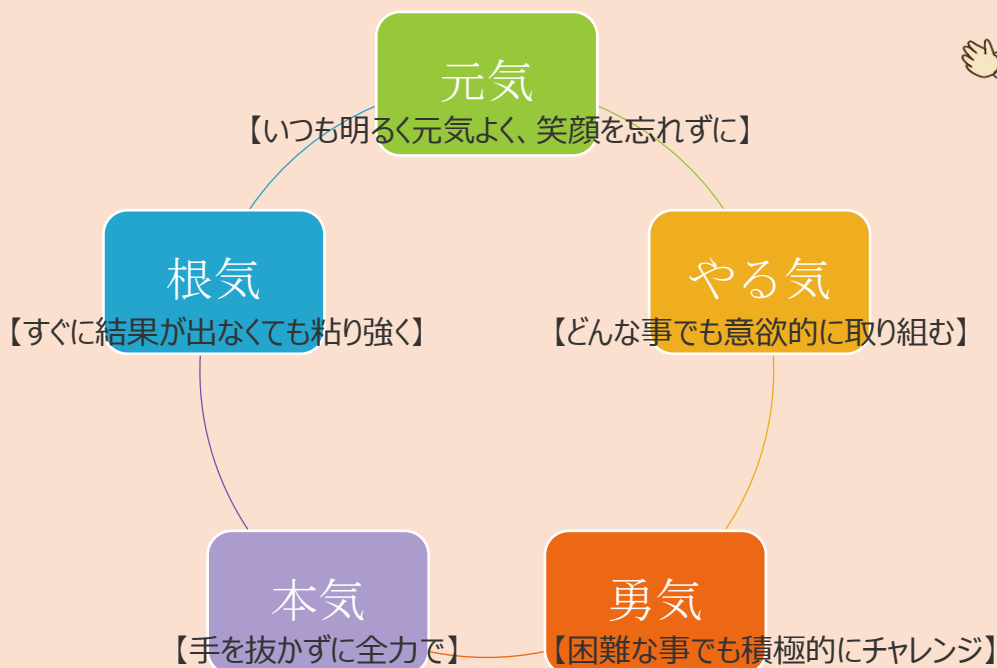 元気
【いつも明るく元気よく、笑顔を忘れずに】
根気
【すぐに結果が出なくても粘り強く】
やる気
【どんな事でも意欲的に取り組む】
本気
【手を抜かずに全力で】
勇気
【困難な事でも積極的にチャレンジ】